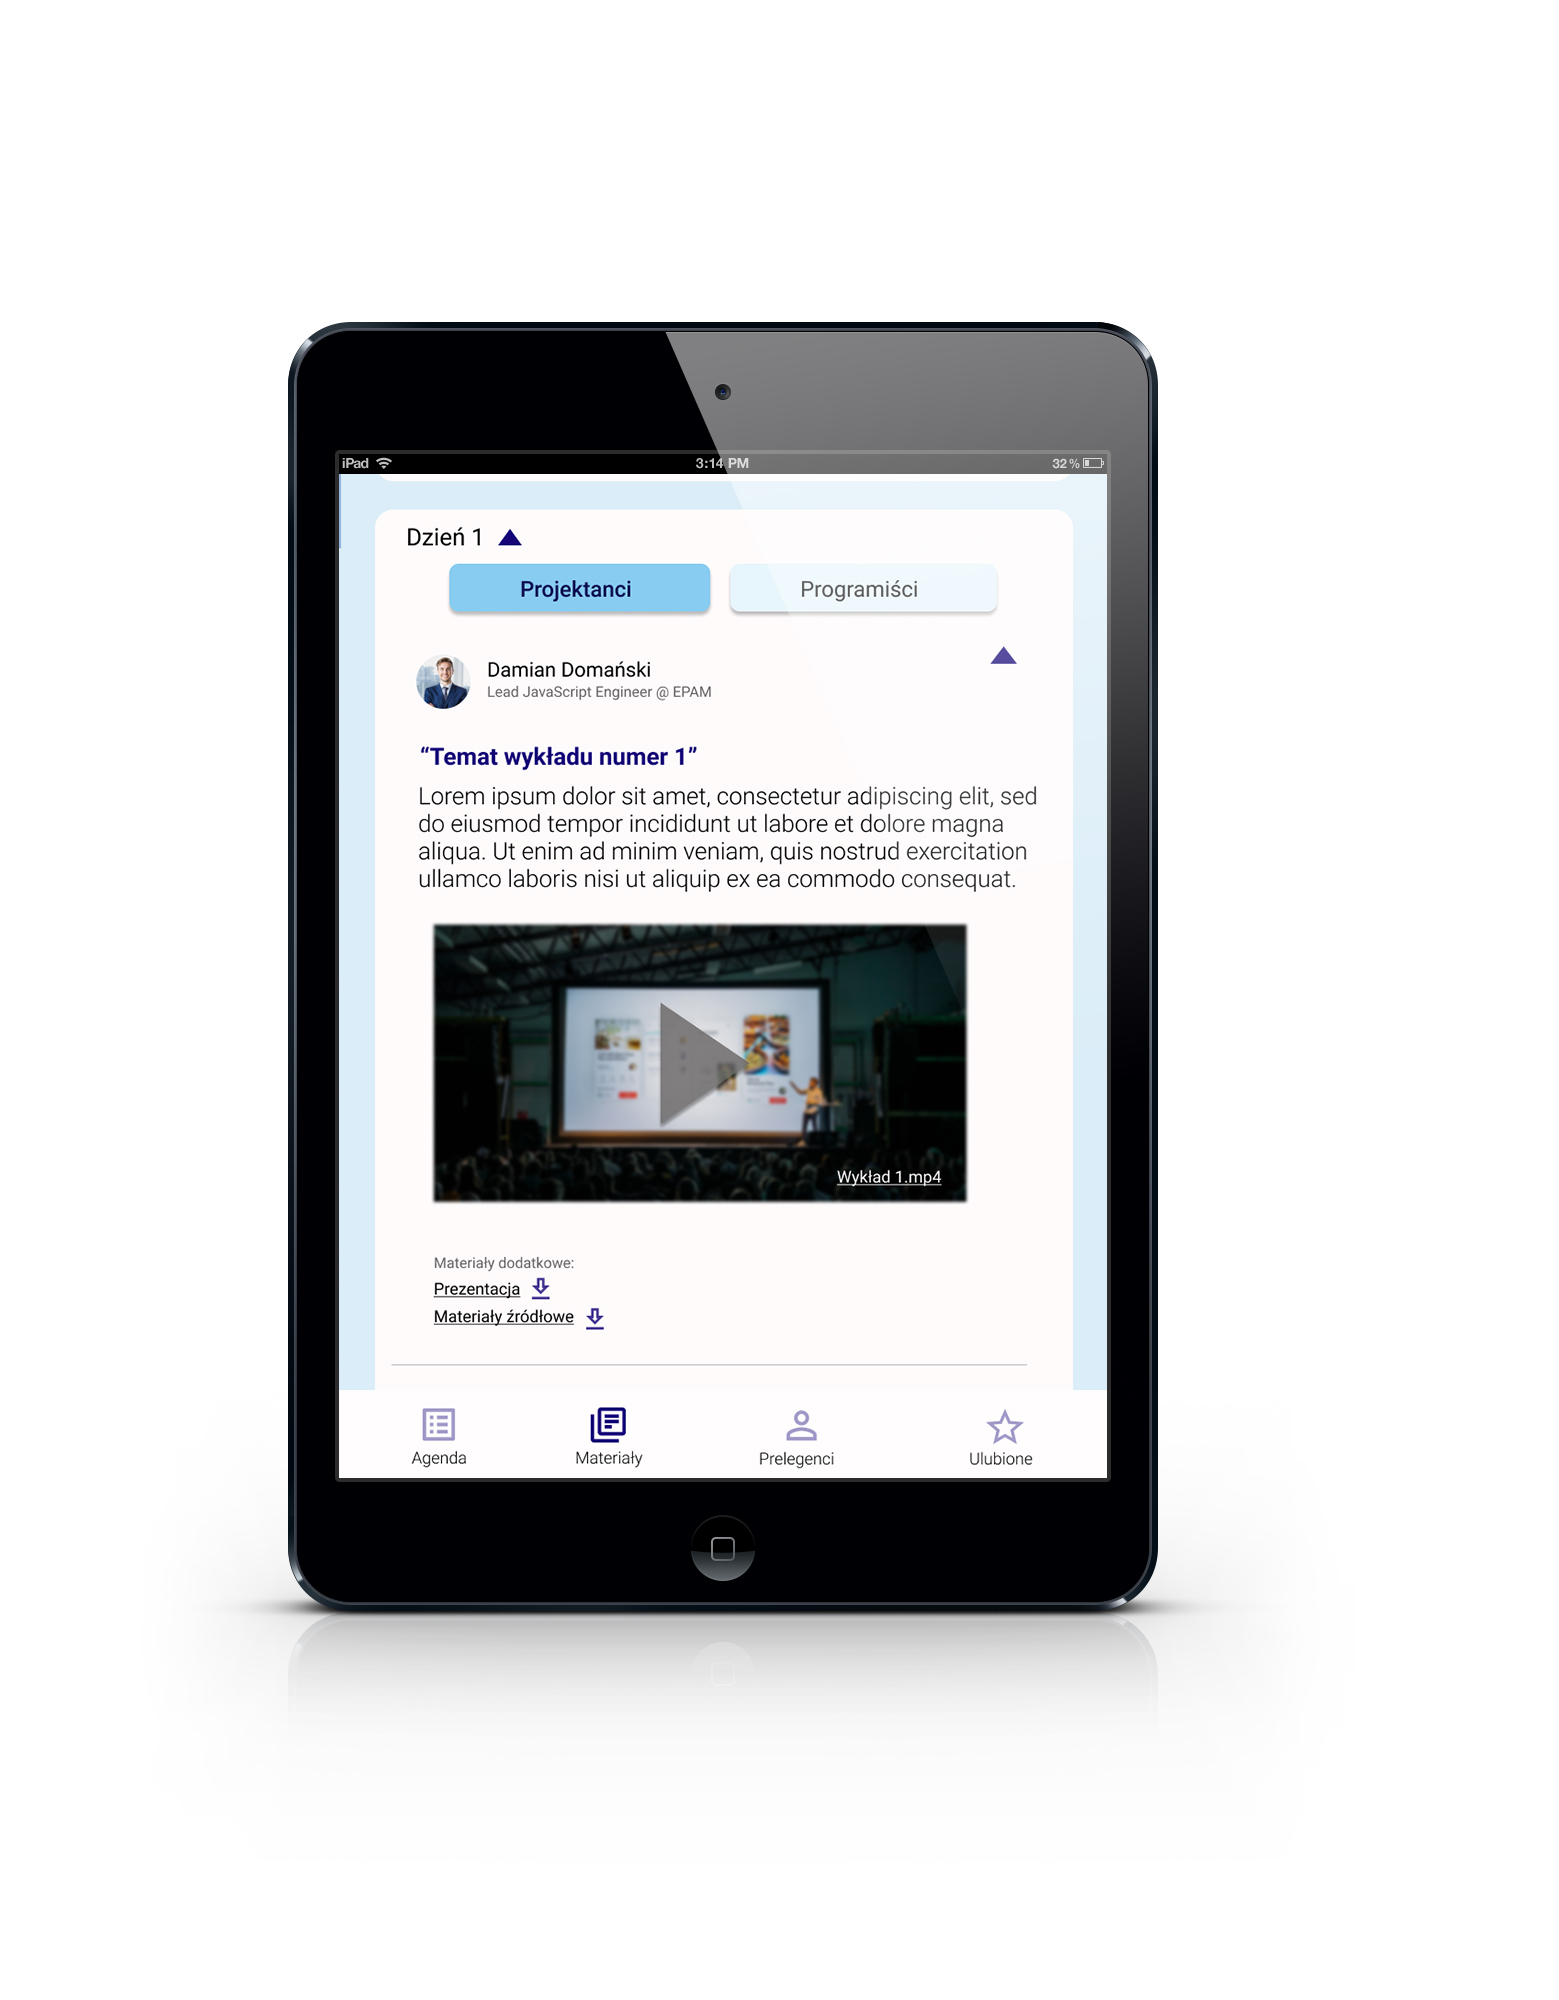 iPad 3:14 PM 32 %
Dzień 1
Projektanci Programiści
Damian Domański
Lead JavaScript Engineer @ EPAM
“Temat wykładu numer 1”
Lorem ipsum dolor sit amet, consectetur adipiscing elit, sed
do eiusmod tempor incididunt ut labore et dolore magna
aliqua. Ut enim ad minim veniam, quis nostrud exercitation
ullamco laboris nisi ut aliquip ex ea commodo consequat.
Wykład 1.mp4
Materiały dodatkowe:
Prezentacja
Materiały źródłowe
Agenda Materiały Prelegenci Ulubione